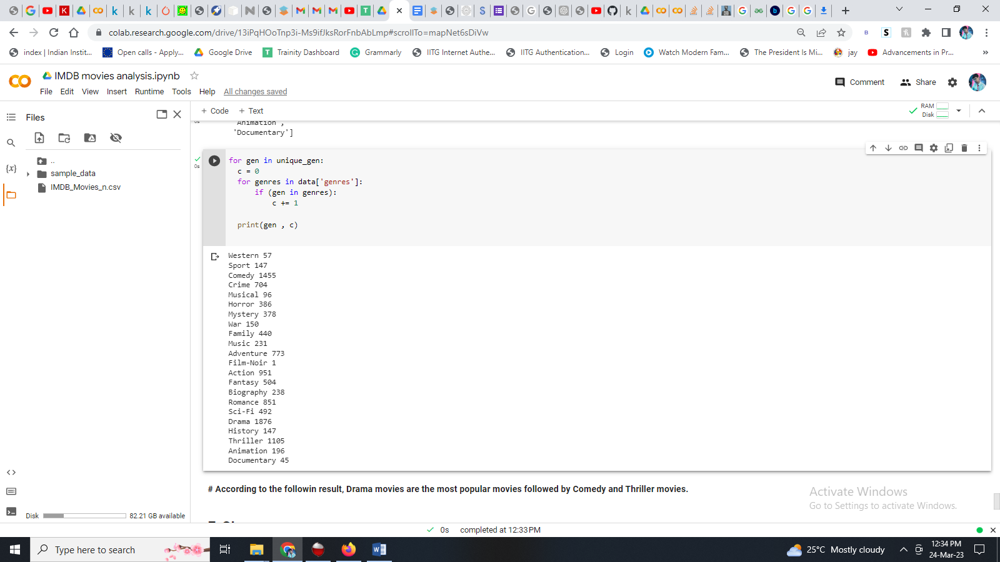 colab.research.google.com/drive/13iPqHOoTnp3i-Ms9ifJksRorFnbAbLmp#scrollTo=mapNet6sDiVw
index | Indian Instit...
Open calls - Apply...
Google Drive
Trainity Dashboard
Grammarly
IITG Internet Authe...
IITG Authentication...
Login
Watch Modern Fam...
The President Is Mi...
jay
Advancements in Pr...
»
IMDB movies analysis.ipynb
File Edit View Insert Runtime Tools Help All changes saved
Comment
Share
Files
+ Code + Text
RAM
Disk
..
sample_data
IMDB_Movies_n.csv
Animation',
'Documentary']
0s
for gen in unique_gen:
c = 0
for genres in data['genres']:
if (gen in genres):
c += 1
print(gen , c)
Western 57
Sport 147
Comedy 1455
Crime 704
Musical 96
Horror 386
Mystery 378
War 150
Family 440
Music 231
Adventure 773
Film-Noir 1
Action 951
Fantasy 504
Biography 238
Romance 851
Sci-Fi 492
Drama 1876
History 147
Thriller 1105
Animation 196
Documentary 45
# According to the followin result, Drama movies are the most popular movies followed by Comedy and Thriller movies.
Activate Windows
Go to Settings to activate Windows.
Disk 82.21 GB available
0s completed at 12:33 PM
Type here to search
25°C Mostly cloudy
12:34 PM
24-Mar-23